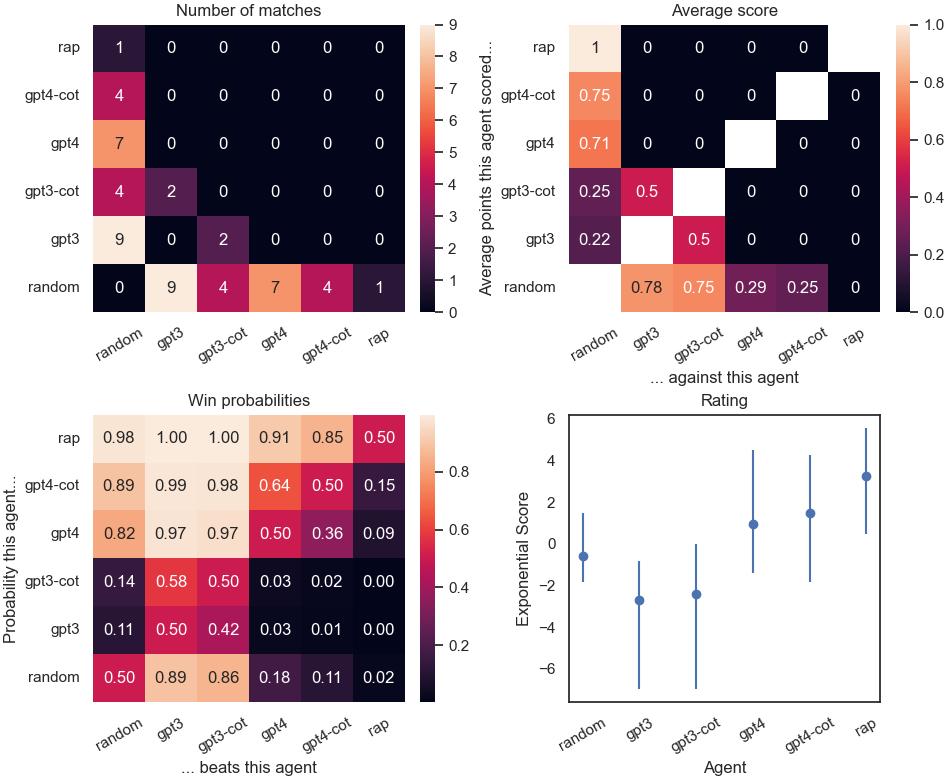 Number of matches
rap 1 0 0 0 0 0
gpt4-cot 4 0 0 0 0 0
gpt4 7 0 0 0 0 0
gpt3-cot 4 2 0 0 0 0
gpt3 9 0 2 0 0 0
random 0 9 4 7 4 1
random gpt3 gpt3-cot gpt4 gpt4-cot rap
9
8
7
6
5
4
3
2
1
0
Average score
Average points this agent scored...
rap 1 0 0 0 0
gpt4-cot 0.75 0 0 0 0
gpt4 0.71 0 0 0 0
gpt3-cot 0.25 0.5 0 0 0
gpt3 0.22 0.5 0 0 0
random 0.78 0.75 0.29 0.25 0
random gpt3 gpt3-cot gpt4 gpt4-cot rap
... against this agent
1.0
0.8
0.6
0.4
0.2
0.0
Win probabilities
Probability this agent...
rap 0.98 1.00 1.00 0.91 0.85 0.50
gpt4-cot 0.89 0.99 0.98 0.64 0.50 0.15
gpt4 0.82 0.97 0.97 0.50 0.36 0.09
gpt3-cot 0.14 0.58 0.50 0.03 0.02 0.00
gpt3 0.11 0.50 0.42 0.03 0.01 0.00
random 0.50 0.89 0.86 0.18 0.11 0.02
random gpt3 gpt3-cot gpt4 gpt4-cot rap
... beats this agent
0.8
0.6
0.4
0.2
Rating
Exponential Score
6
4
2
0
−2
−4
−6
random gpt3 gpt3-cot gpt4 gpt4-cot rap
Agent